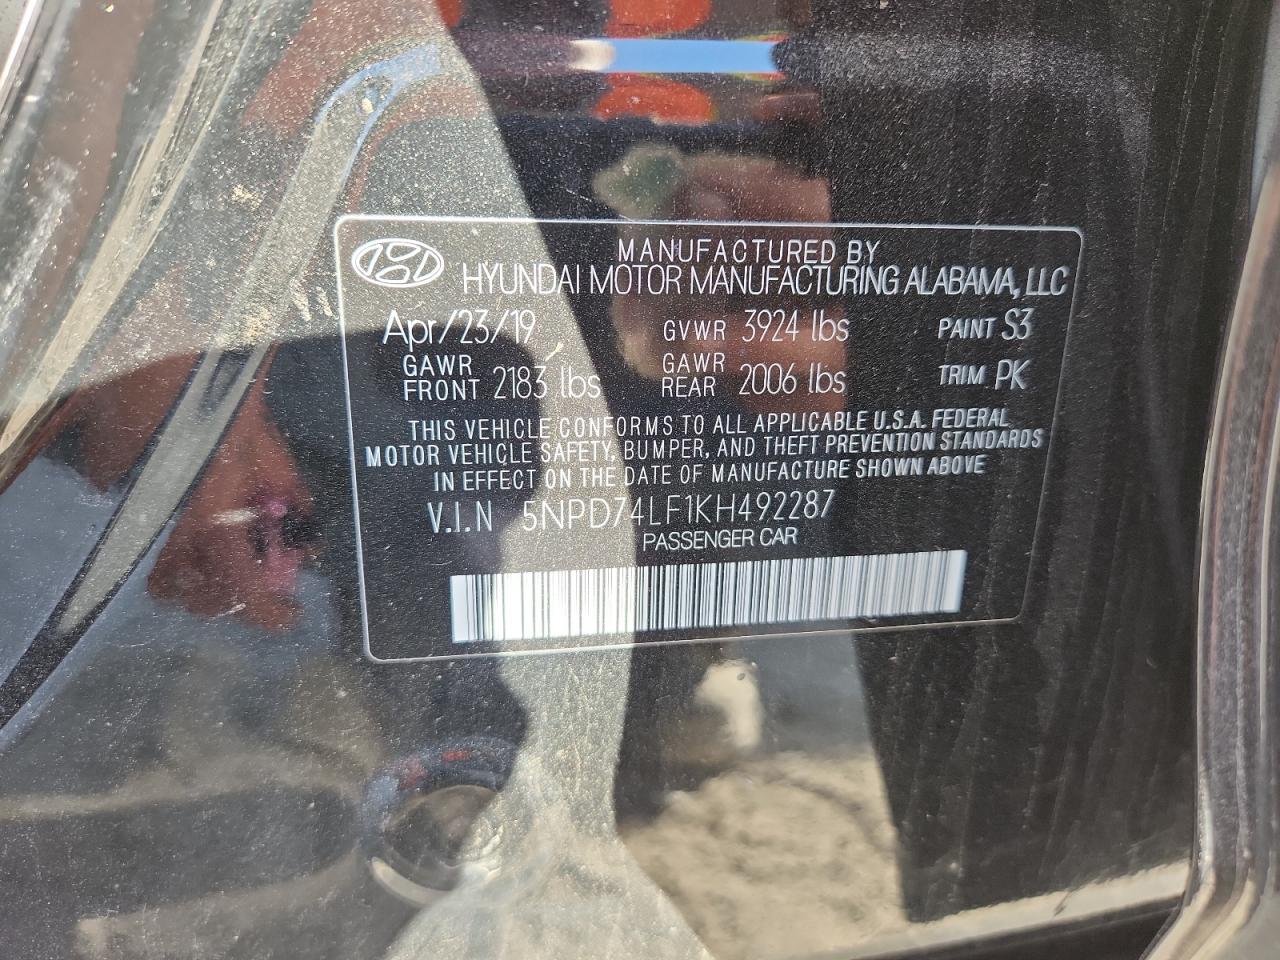 MANUFACTURED BY
HYUNDAI MOTOR MANUFACTURING ALABAMA, LLC
Apr/23/19 GVWR 3924 lbs PAINT S3
GAWR FRONT 2183 lbs GAWR REAR 2006 lbs TRIM PK
THIS VEHICLE CONFORMS TO ALL APPLICABLE U.S.A. FEDERAL
MOTOR VEHICLE SAFETY, BUMPER, AND THEFT PREVENTION STANDARDS
IN EFFECT ON THE DATE OF MANUFACTURE SHOWN ABOVE
V.I.N 5NPD74LF1KH492287
PASSENGER CAR